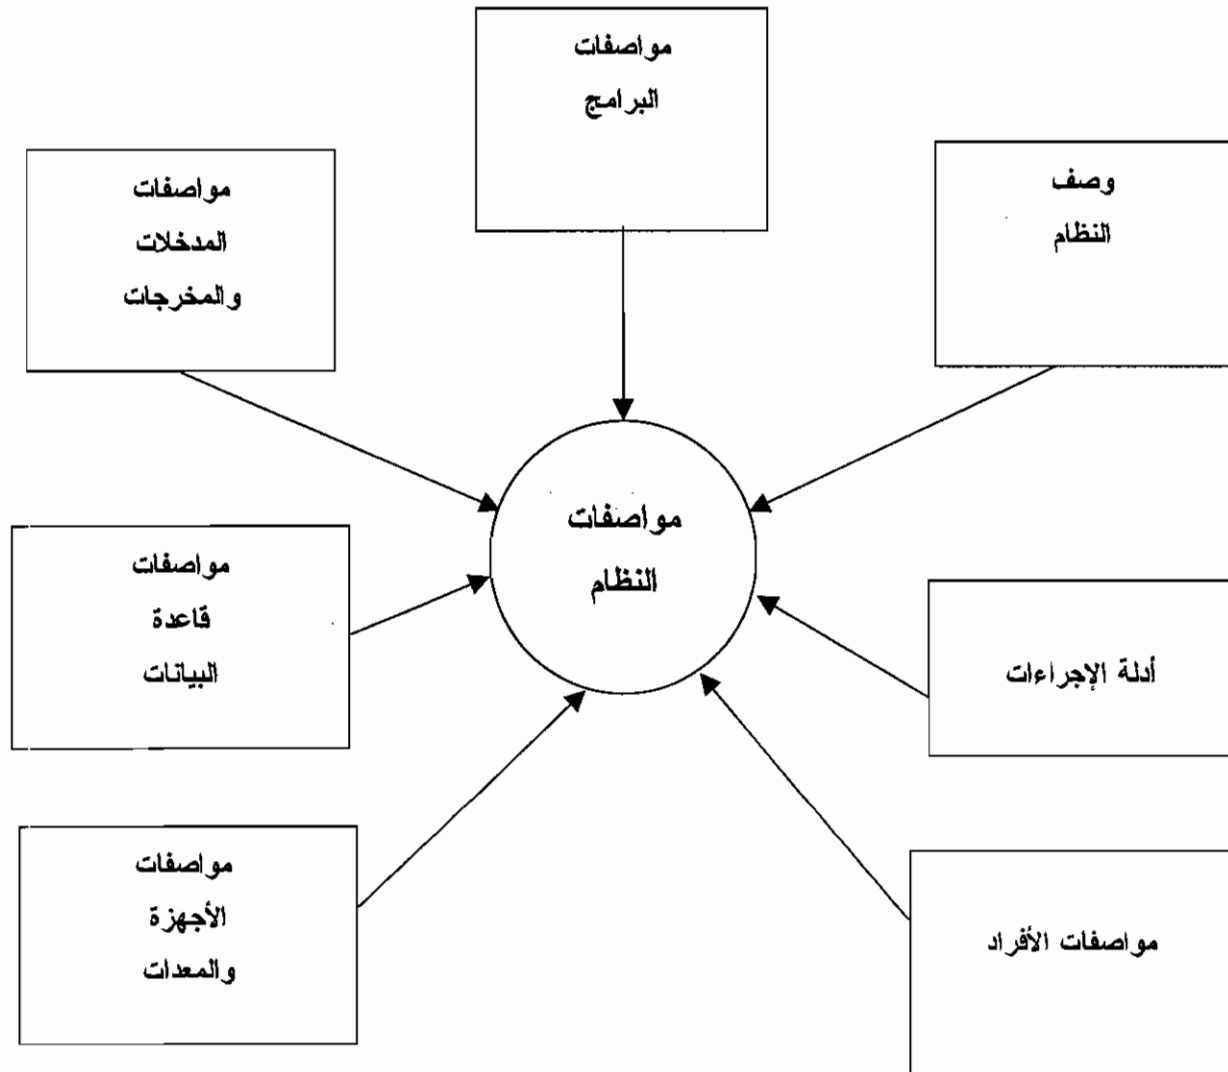 مواصفات
البرامج
وصف
النظام
مواصفات
المدخلات
والمخرجات
مواصفات
النظام
مواصفات
قاعدة
البيانات
أدلة الإجراءات
مواصفات
الأجهزة
والمعدات
مواصفات الأفراد